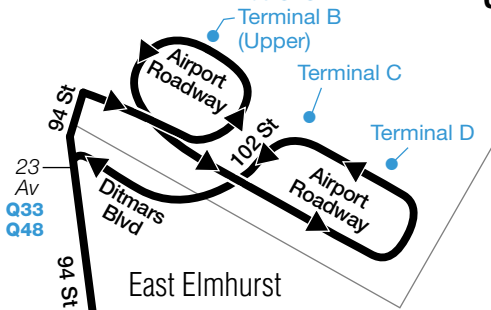 Terminal B
(Upper)
Airport
Roadway
Terminal C
94 St
102 St
Terminal D
23
Av
Q33
Q48
Ditmars
Blvd
Airport
Roadway
94 St
East Elmhurst